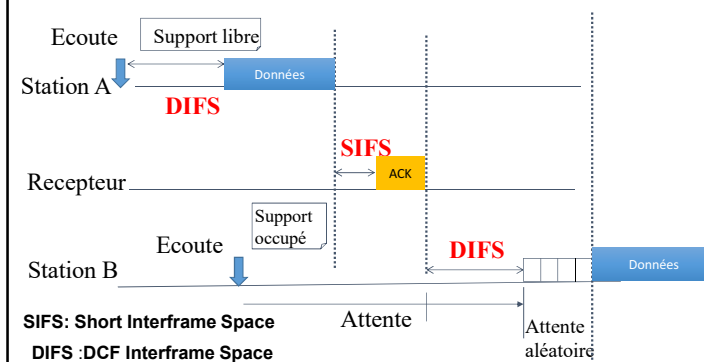 Ecoute
Support libre
Station A
Données
DIFS
SIFS
ACK
Recepteur
Support
occupé
Ecoute
DIFS
Station B
Données
SIFS: Short Interframe Space
Attente
Attente
aléatoire
DIFS :DCF Interframe Space